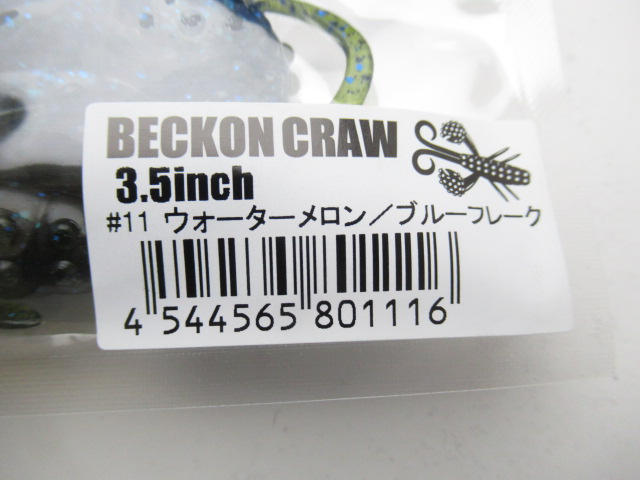 BECKON CRAW
3.5inch
#11 ウォーターメロン／ブルーフレーク
4 544565 801116